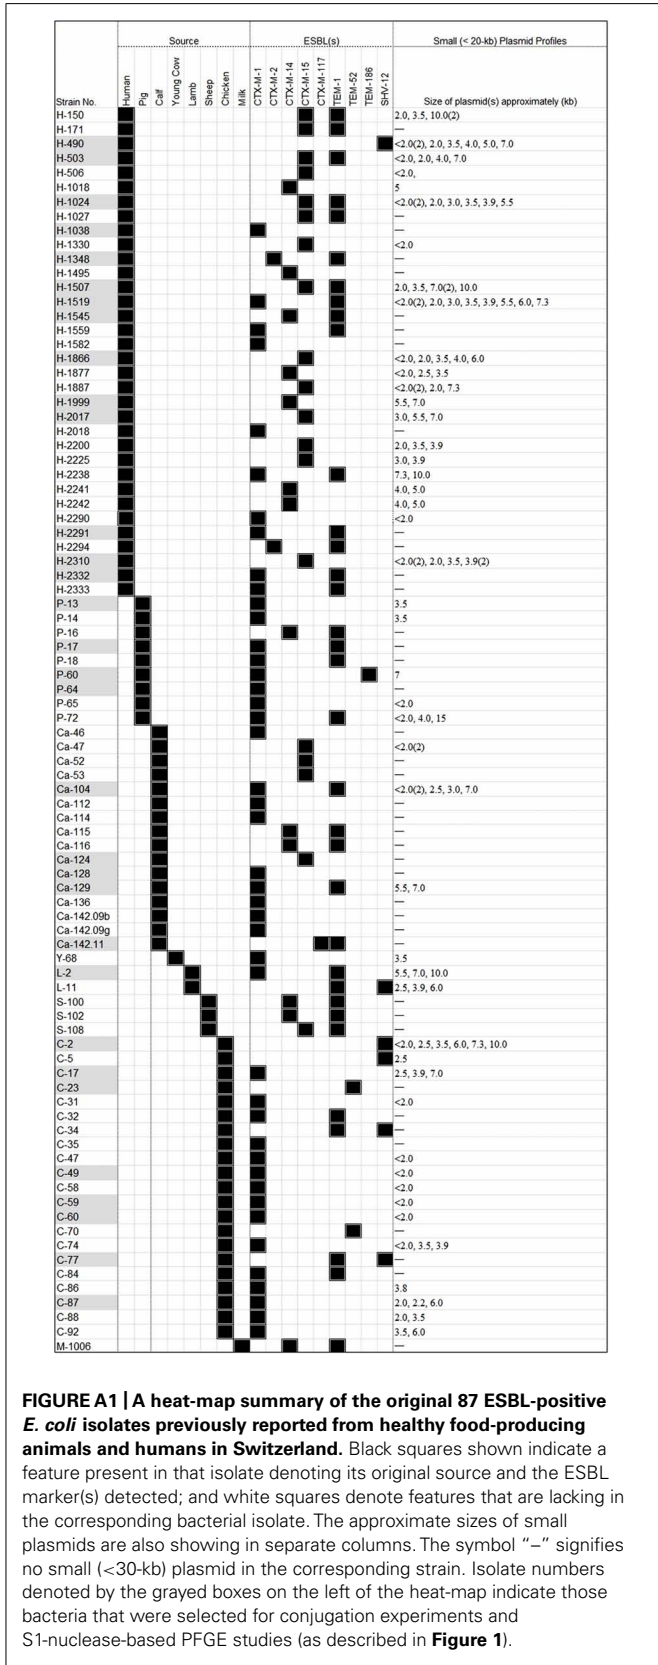 Source ESBL(s) Small (< 20-kb) Plasmid Profiles
Strain No. Human Pig Calf Young Cow Lamb Sheep Chicken Milk CTX-M-1 CTX-M-2 CTX-M-14 CTX-M-15 CTX-M-117 TEM-1 TEM-52 TEM-186 SHV-12 Size of plasmid(s) approximately (kb)
H-150 2.0, 3.5, 10.0(2)
H-171 —
H-490 <2.0(2), 2.0, 3.5, 4.0, 5.0, 7.0
H-503 <2.0, 2.0, 4.0, 7.0
H-506 <2.0,
H-1018 5
H-1024 <2.0(2), 2.0, 3.0, 3.5, 3.9, 5.5
H-1027 —
H-1038 —
H-1330 <2.0
H-1348 —
H-1495 —
H-1507 2.0, 3.5, 7.0(2), 10.0
H-1519 <2.0(2), 2.0, 3.0, 3.5, 3.9, 5.5, 6.0, 7.3
H-1545 —
H-1559 —
H-1582 —
H-1866 <2.0, 2.0, 3.5, 4.0, 6.0
H-1877 <2.0, 2.5, 3.5
H-1887 <2.0(2), 2.0, 7.3
H-1999 5.5, 7.0
H-2017 3.0, 5.5, 7.0
H-2018 —
H-2200 2.0, 3.5, 3.9
H-2225 3.0, 3.9
H-2238 7.3, 10.0
H-2241 4.0, 5.0
H-2242 4.0, 5.0
H-2290 <2.0
H-2291 —
H-2294 —
H-2310 <2.0(2), 2.0, 3.5, 3.9(2)
H-2332 —
H-2333 —
P-13 3.5
P-14 3.5
P-16 —
P-17 —
P-18 —
P-60 7
P-64 —
P-65 <2.0
P-72 <2.0, 4.0, 15
Ca-46 —
Ca-47 <2.0(2)
Ca-52 —
Ca-53 —
Ca-104 <2.0(2), 2.5, 3.0, 7.0
Ca-112 —
Ca-114 —
Ca-115 —
Ca-116 —
Ca-124 —
Ca-128 —
Ca-129 5.5, 7.0
Ca-136 —
Ca-142.09b —
Ca-142.09g —
Ca-142.11 —
Y-68 3.5
L-2 5.5, 7.0, 10.0
L-11 2.5, 3.9, 6.0
S-100 —
S-102 —
S-108 —
C-2 <2.0, 2.5, 3.5, 6.0, 7.3, 10.0
C-5 2.5
C-17 2.5, 3.9, 7.0
C-23 —
C-31 <2.0
C-32 —
C-34 —
C-35 —
C-47 <2.0
C-49 <2.0
C-58 <2.0
C-59 <2.0
C-60 <2.0
C-70 —
C-74 <2.0, 3.5, 3.9
C-77 —
C-84 —
C-86 3.8
C-87 2.0, 2.2, 6.0
C-88 2.0, 3.5
C-92 3.5, 6.0
M-1006 —
FIGURE A1 | A heat-map summary of the original 87 ESBL-positive
E. coli isolates previously reported from healthy food-producing
animals and humans in Switzerland. Black squares shown indicate a
feature present in that isolate denoting its original source and the ESBL
marker(s) detected; and white squares denote features that are lacking in
the corresponding bacterial isolate. The approximate sizes of small
plasmids are also showing in separate columns. The symbol “–” signifies
no small (<30-kb) plasmid in the corresponding strain. Isolate numbers
denoted by the grayed boxes on the left of the heat-map indicate those
bacteria that were selected for conjugation experiments and
S1-nuclease-based PFGE studies (as described in Figure 1).